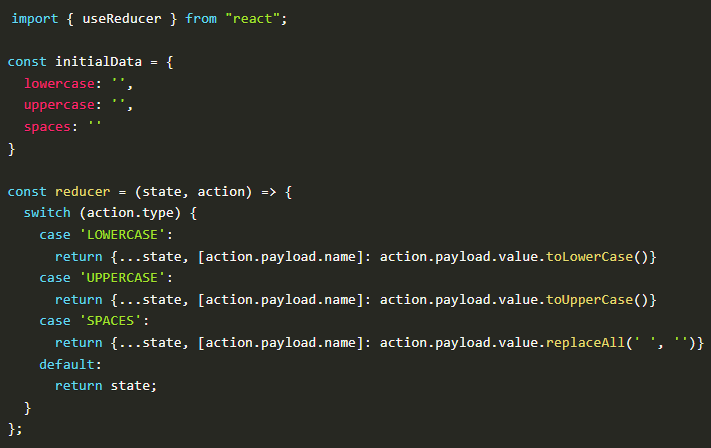 import { useReducer } from "react";

const initialData = {
  lowercase: '',
  uppercase: '',
  spaces: ''
}

const reducer = (state, action) => {
  switch (action.type) {
    case 'LOWERCASE':
      return {...state, [action.payload.name]: action.payload.value.toLowerCase()}
    case 'UPPERCASE':
      return {...state, [action.payload.name]: action.payload.value.toUpperCase()}
    case 'SPACES':
      return {...state, [action.payload.name]: action.payload.value.replaceAll(' ', '')}
    default:
      return state;
  }
};